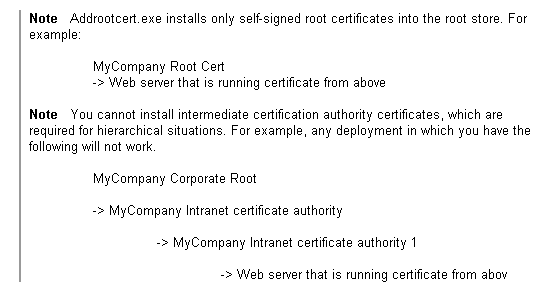 Note Addrootcert.exe installs only self-signed root certificates into the root store. For
example:
MyCompany Root Cert
-> Web server that is running certificate from above
Note You cannot install intermediate certification authority certificates, which are
required for hierarchical situations. For example, any deployment in which you have the
following will not work.
MyCompany Corporate Root
-> MyCompany Intranet certificate authority
-> MyCompany Intranet certificate authority 1
-> Web server that is running certificate from abov